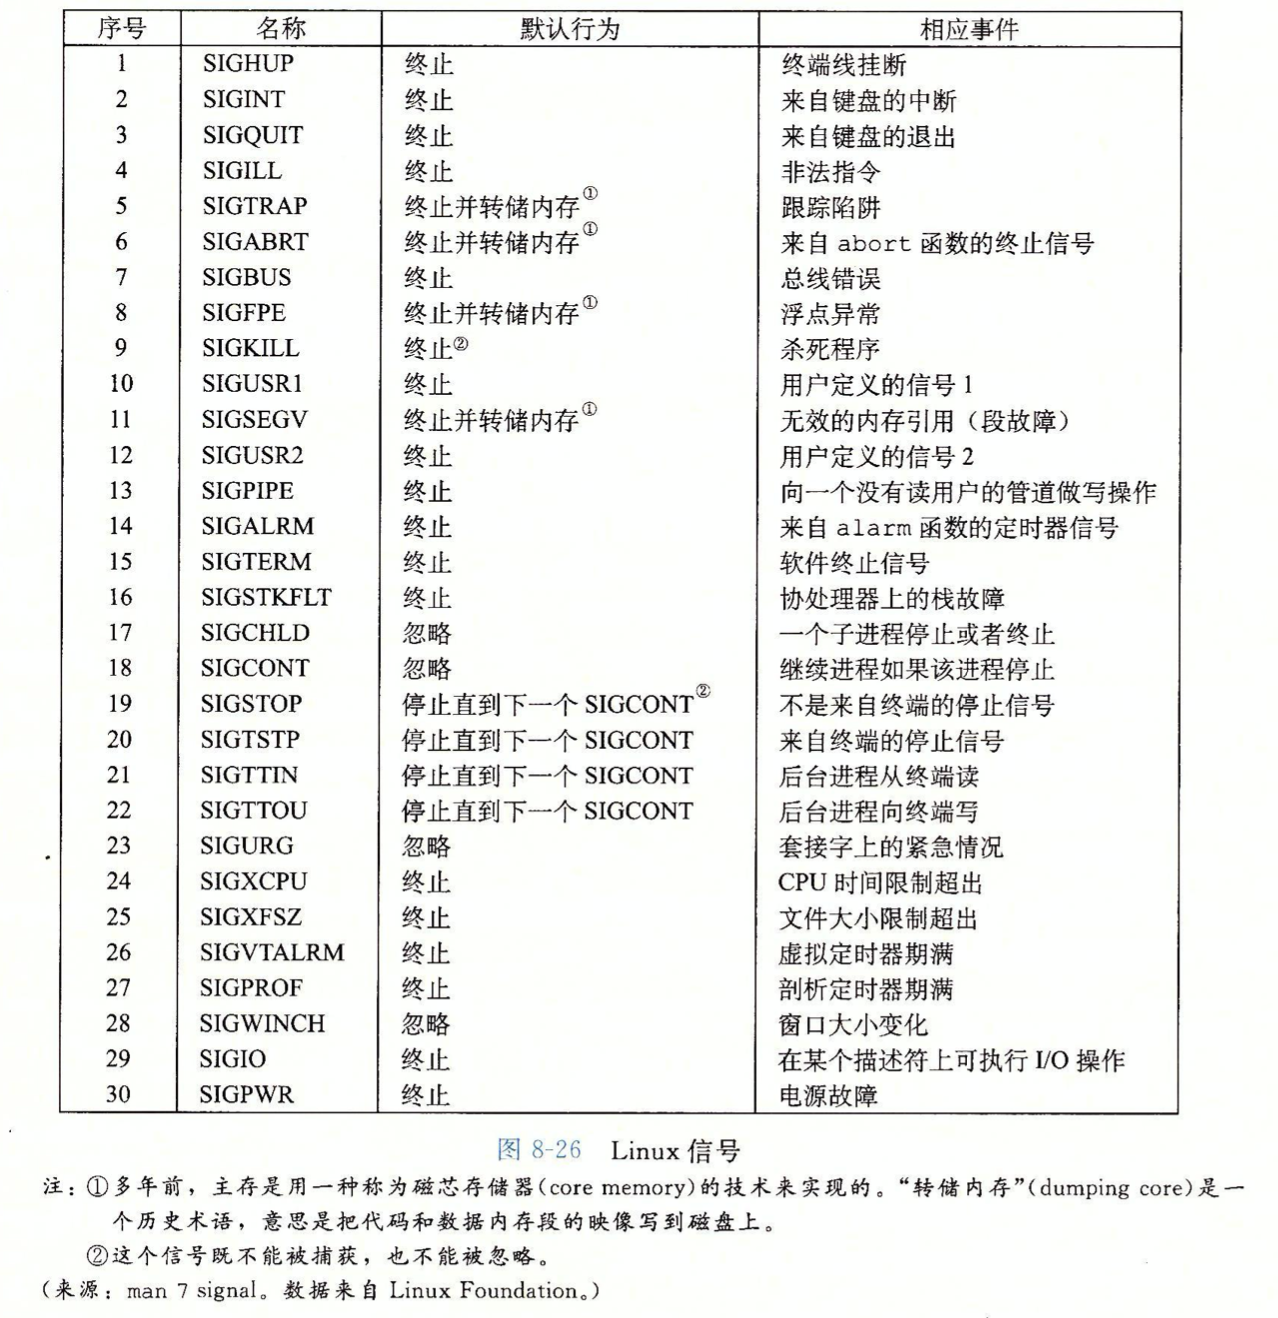 序号 名称 默认行为 相应事件
1 SIGHUP 终止 终端线挂断
2 SIGINT 终止 来自键盘的中断
3 SIGQUIT 终止 来自键盘的退出
4 SIGILL 终止 非法指令
5 SIGTRAP 终止并转储内存① 跟踪陷阱
6 SIGABRT 终止并转储内存① 来自 abort 函数的终止信号
7 SIGBUS 终止 总线错误
8 SIGFPE 终止并转储内存① 浮点异常
9 SIGKILL 终止② 杀死程序
10 SIGUSR1 终止 用户定义的信号 1
11 SIGSEGV 终止并转储内存① 无效的内存引用（段故障）
12 SIGUSR2 终止 用户定义的信号 2
13 SIGPIPE 终止 向一个没有读用户的管道做写操作
14 SIGALRM 终止 来自 alarm 函数的定时器信号
15 SIGTERM 终止 软件终止信号
16 SIGSTKFLT 终止 协处理器上的栈故障
17 SIGCHLD 忽略 一个子进程停止或者终止
18 SIGCONT 忽略 继续进程如果该进程停止
19 SIGSTOP 停止直到下一个 SIGCONT② 不是来自终端的停止信号
20 SIGTSTP 停止直到下一个 SIGCONT 来自终端的停止信号
21 SIGTTIN 停止直到下一个 SIGCONT 后台进程从终端读
22 SIGTTOU 停止直到下一个 SIGCONT 后台进程向终端写
23 SIGURG 忽略 套接字上的紧急情况
24 SIGXCPU 终止 CPU 时间限制超出
25 SIGXFSZ 终止 文件大小限制超出
26 SIGVTALRM 终止 虚拟定时器期满
27 SIGPROF 终止 剖析定时器期满
28 SIGWINCH 忽略 窗口大小变化
29 SIGIO 终止 在某个描述符上可执行 I/O 操作
30 SIGPWR 终止 电源故障
图 8-26 Linux 信号
注：①多年前，主存是用一种称为磁芯存储器(core memory)的技术来实现的。“转储内存”(dumping core)是一
个历史术语，意思是把代码和数据内存段的映像写到磁盘上。
②这个信号既不能被捕获，也不能被忽略。
(来源：man 7 signal。数据来自 Linux Foundation。)